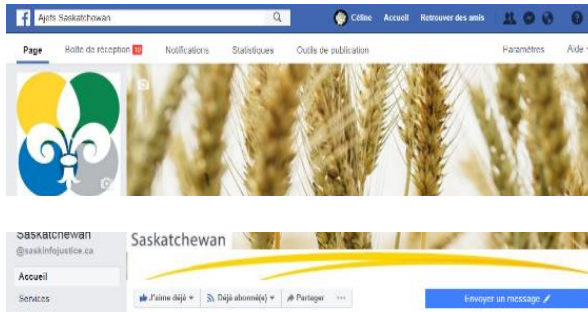 Ajefs Saskatchewan Céline Accueil Retrouver des amis
Page Boîte de réception 10 Notifications Statistiques Outils de publication Paramètres Aide
Saskatchewan
@saskinfojustice.ca
Saskatchewan
Accueil
Services
J'aime déjà Déjà abonné(e) Partager ...
Envoyer un message